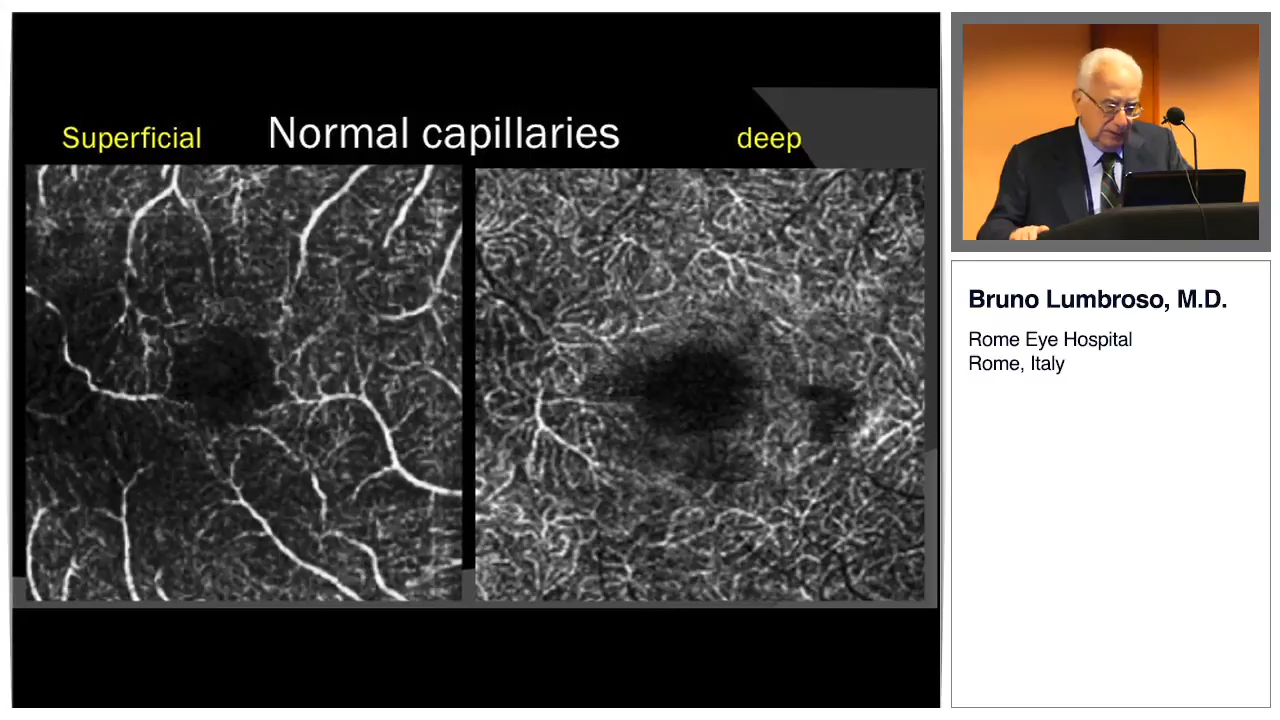 Superficial
Normal capillaries
deep
Bruno Lumbroso, M.D.
Rome Eye Hospital
Rome, Italy